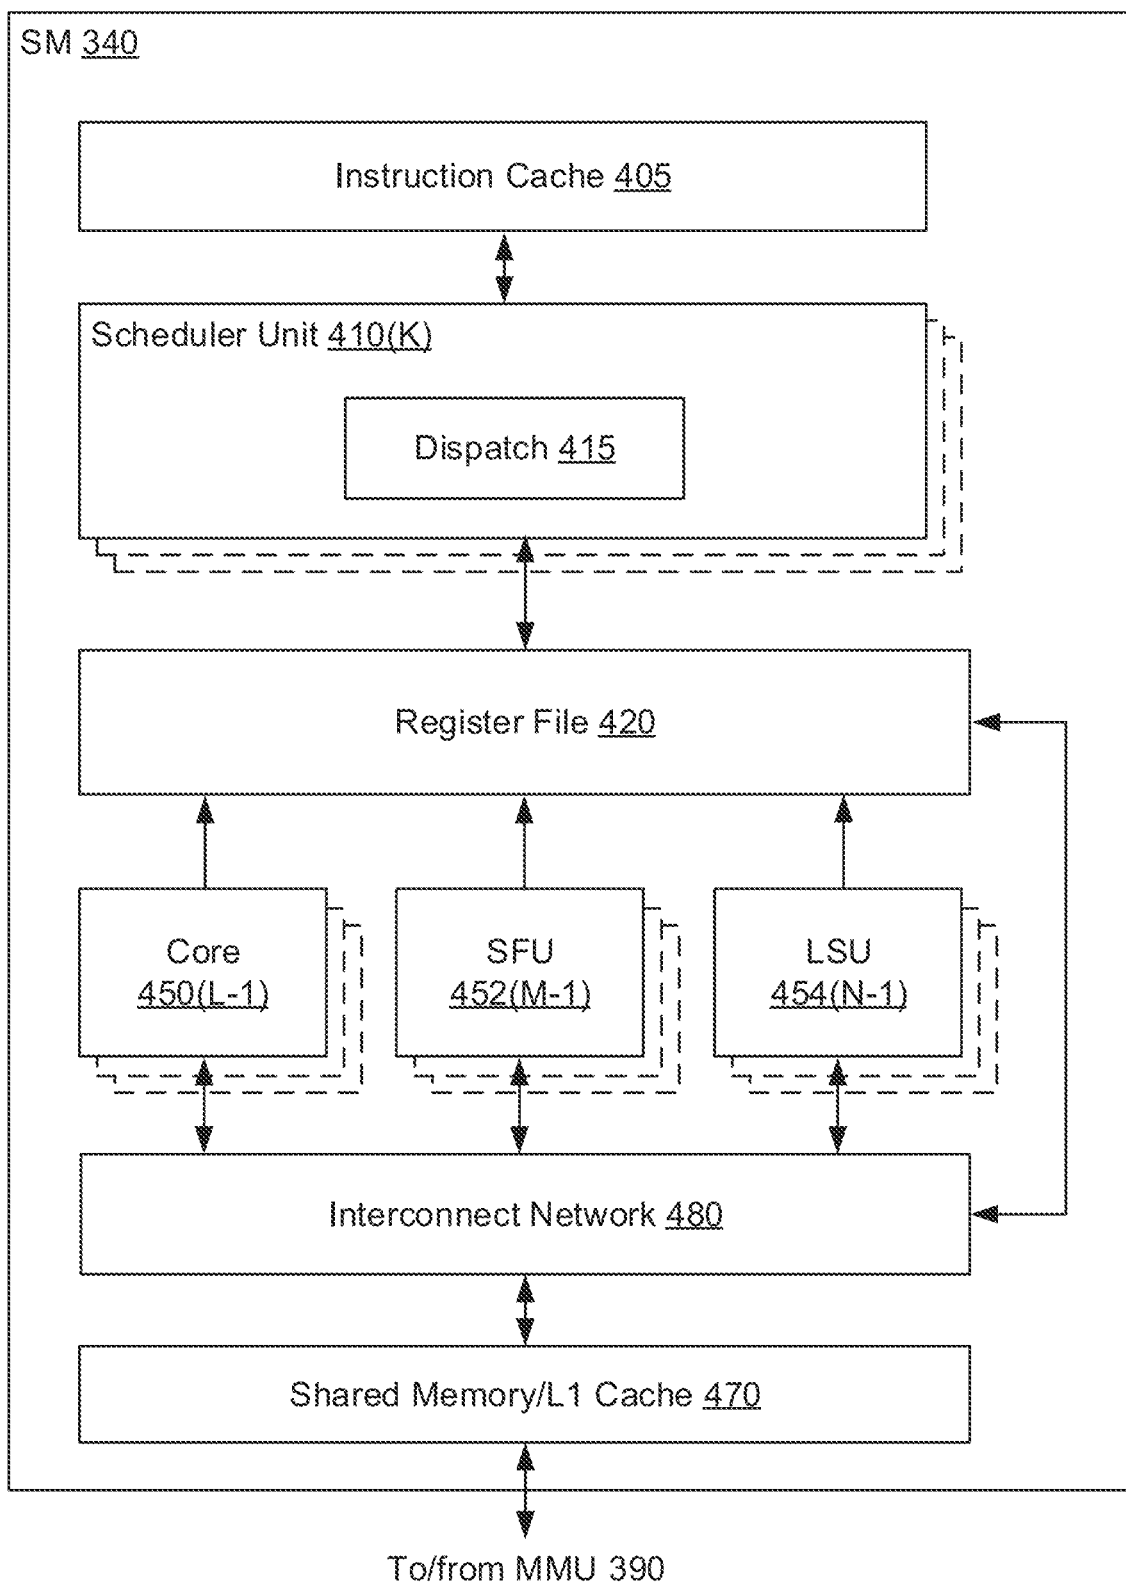 SM 340
Instruction Cache 405
Scheduler Unit 410(K)
Dispatch 415
Register File 420
Core
450(L-1)
SFU
452(M-1)
LSU
454(N-1)
Interconnect Network 480
Shared Memory/L1 Cache 470
To/from MMU 390